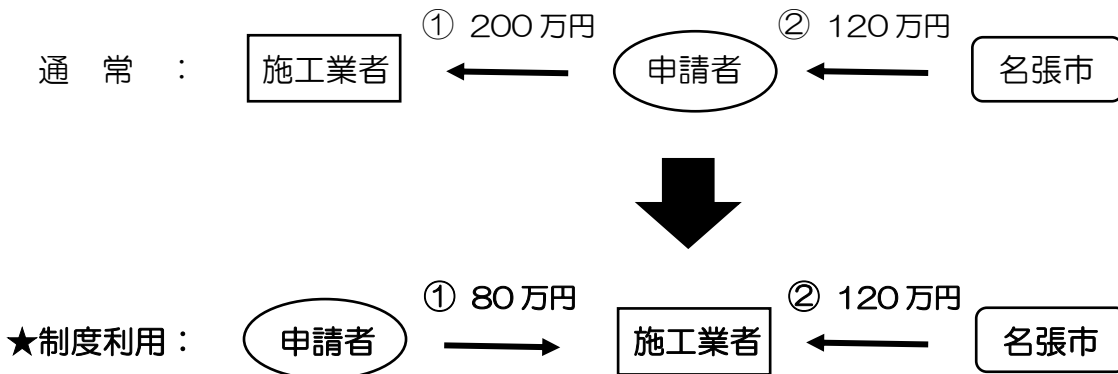 ① 200万円 ② 120万円
通 常 ： 施工業者 申請者 名張市
① 80万円 ② 120万円
★制度利用： 申請者 施工業者 名張市